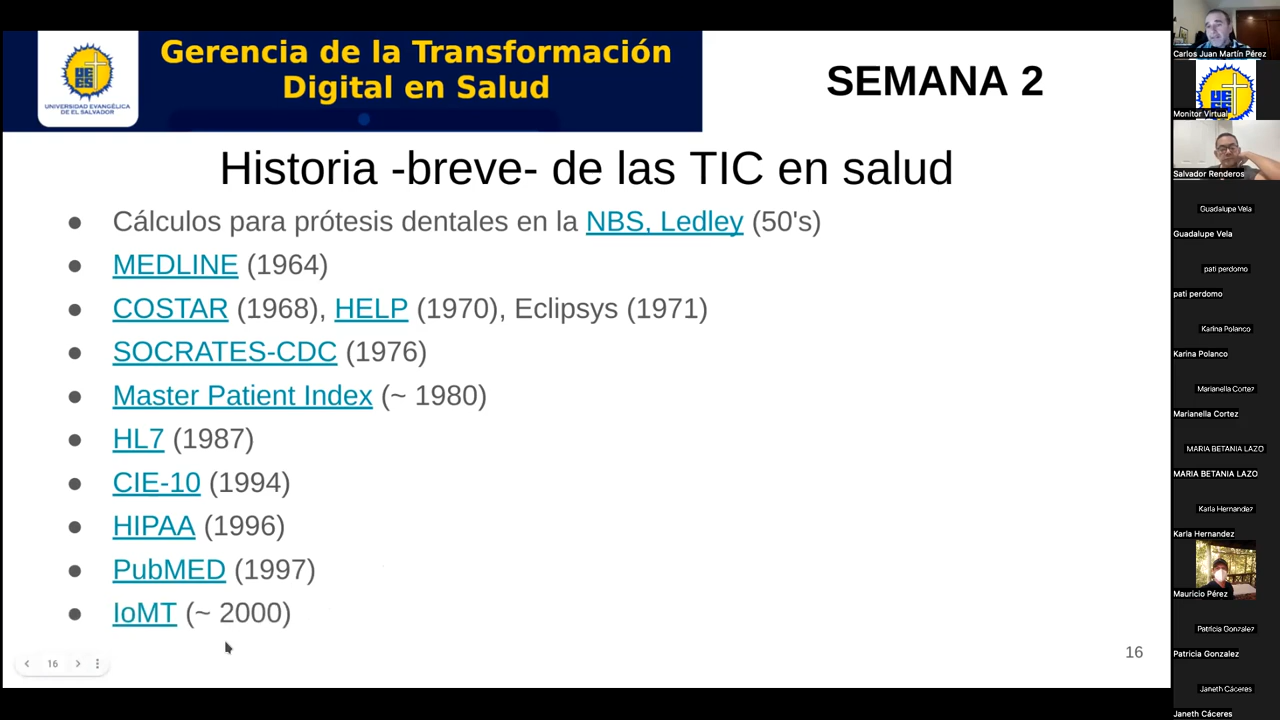 Gerencia de la Transformación
Digital en Salud
UNIVERSIDAD EVANGÉLICA
DE EL SALVADOR
SEMANA 2
Historia -breve- de las TIC en salud
● Cálculos para prótesis dentales en la NBS, Ledley (50's)
● MEDLINE (1964)
● COSTAR (1968), HELP (1970), Eclipsys (1971)
● SOCRATES-CDC (1976)
● Master Patient Index (~ 1980)
● HL7 (1987)
● CIE-10 (1994)
● HIPAA (1996)
● PubMED (1997)
● IoMT (~ 2000)
16
16
Carlos Juan Martín Pérez
Monitor Virtual
Salvador Renderos
Guadalupe Vela
Guadalupe Vela
pati perdomo
pati perdomo
Karina Polanco
Karina Polanco
Marianella Cortez
Marianella Cortez
MARIA BETANIA LAZO
MARIA BETANIA LAZO
Karla Hernandez
Karla Hernandez
Mauricio Pérez
Patricia Gonzalez
Patricia Gonzalez
Janeth Cáceres
Janeth Cáceres